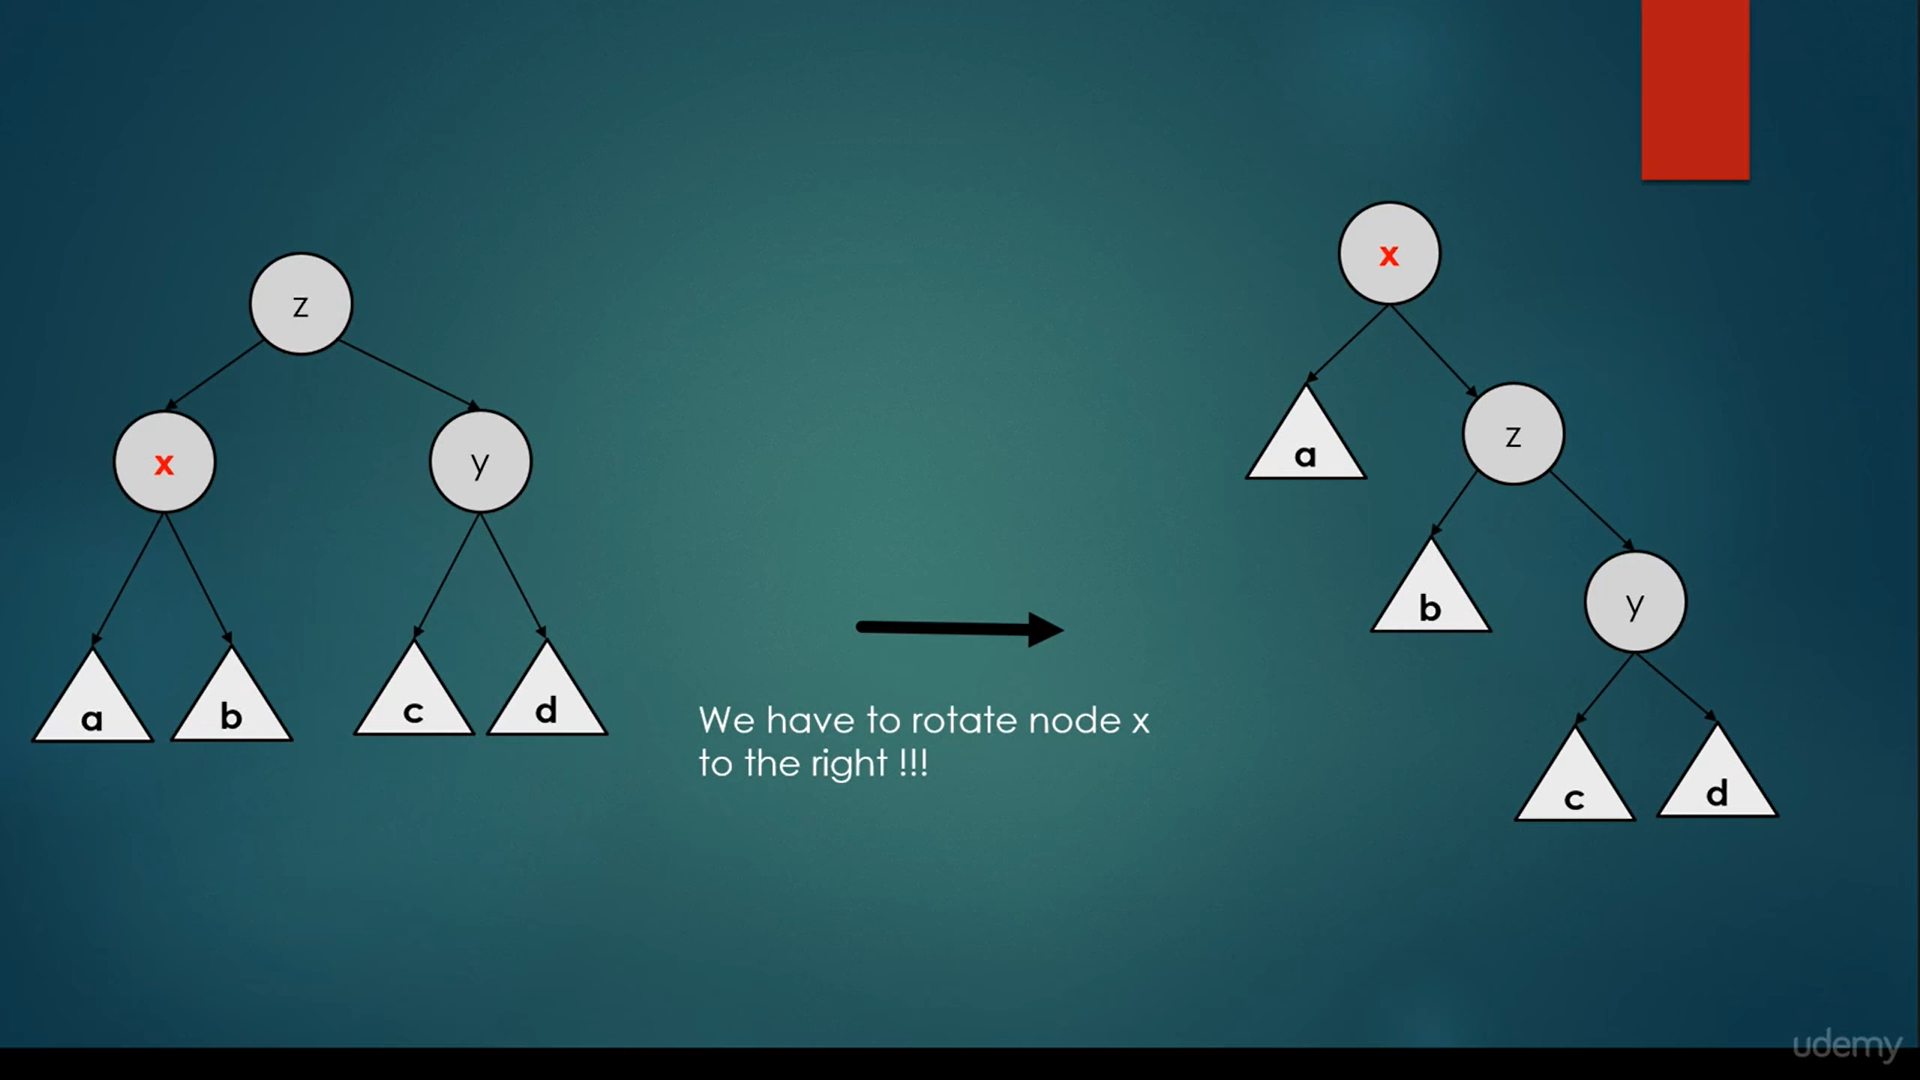 z
x
y
a
b
c
d
We have to rotate node x
to the right !!!
x
a
z
b
y
c
d
udemy